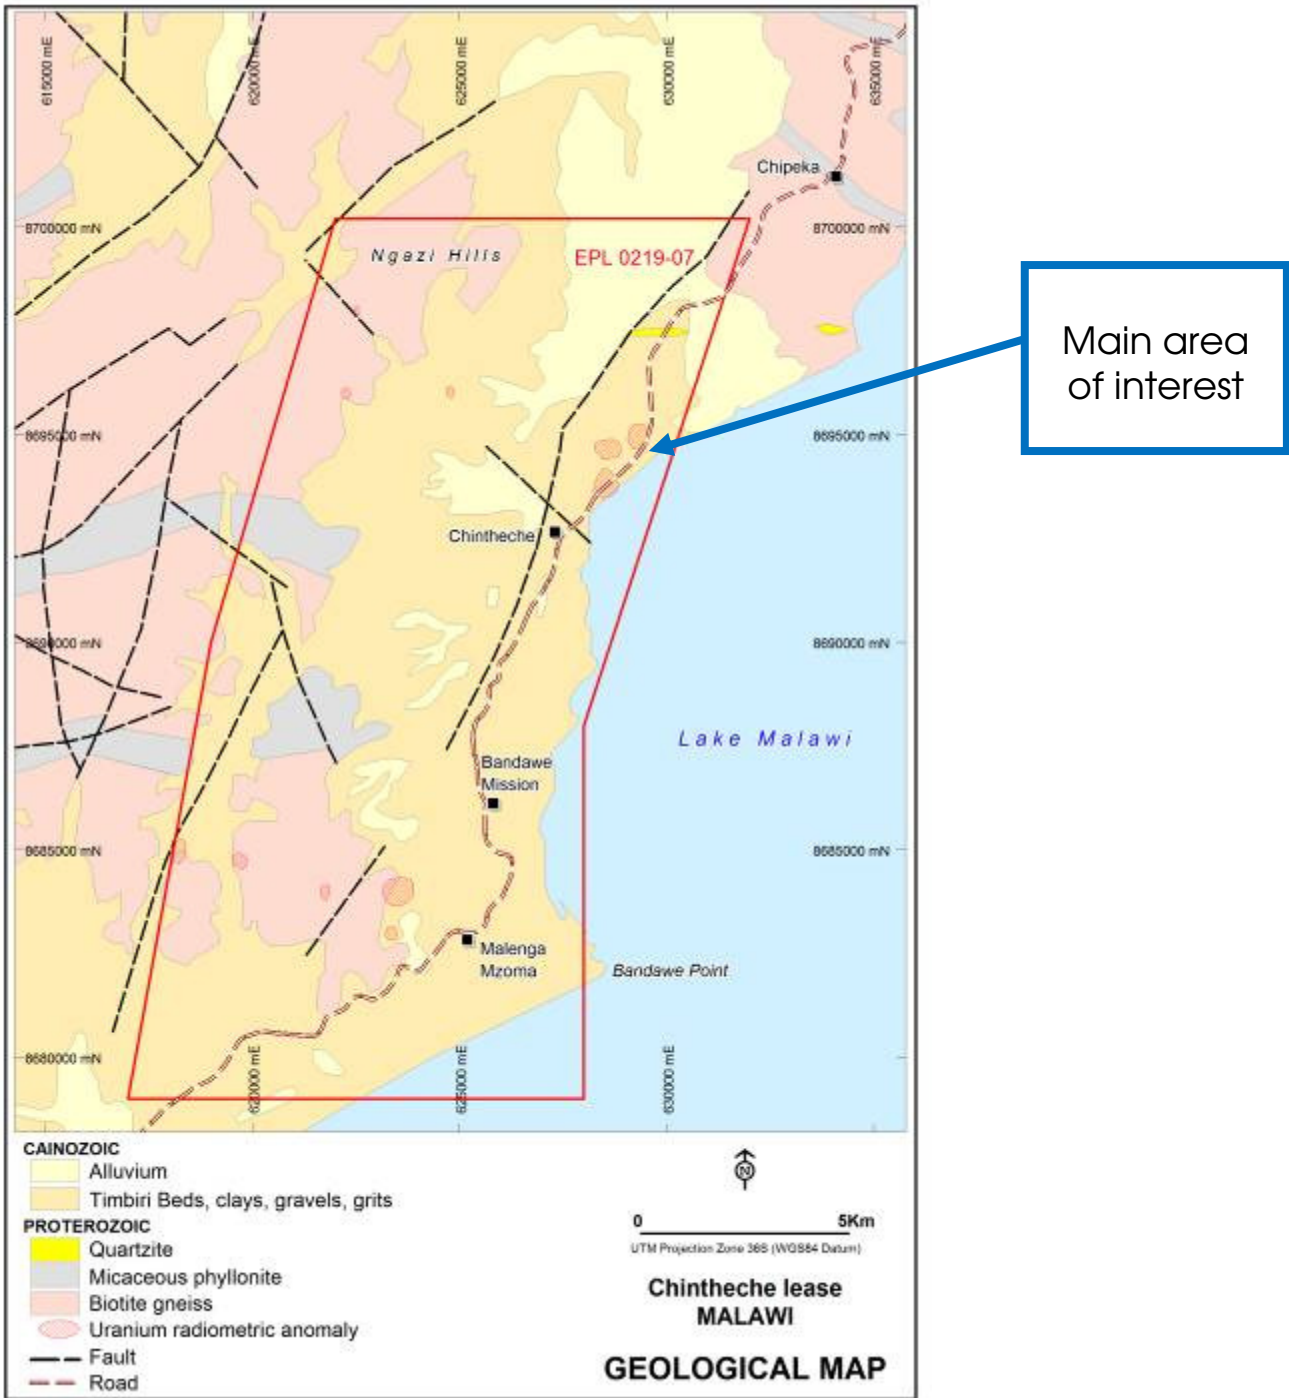 615000 mE
620000 mE
625000 mE
630000 mE
635000 mE
Chipeka
8700000 mN
8700000 mN
Ngazi Hills
EPL 0219-07
Main area
of interest
8695000 mN
8695000 mN
Chintheche
8690000 mN
8690000 mN
Lake Malawi
Bandawe
Mission
8685000 mN
8685000 mN
Malenga
Mzoma
Bandawe Point
8680000 mN
620000 mE
625000 mE
630000 mE
CAINOZOIC
Alluvium
Timbiri Beds, clays, gravels, grits
PROTEROZOIC
Quartzite
Micaceous phyllonite
Biotite gneiss
Uranium radiometric anomaly
Fault
Road
N
0 5Km
UTM Projection Zone 36S (WGS84 Datum)
Chintheche lease
MALAWI
GEOLOGICAL MAP